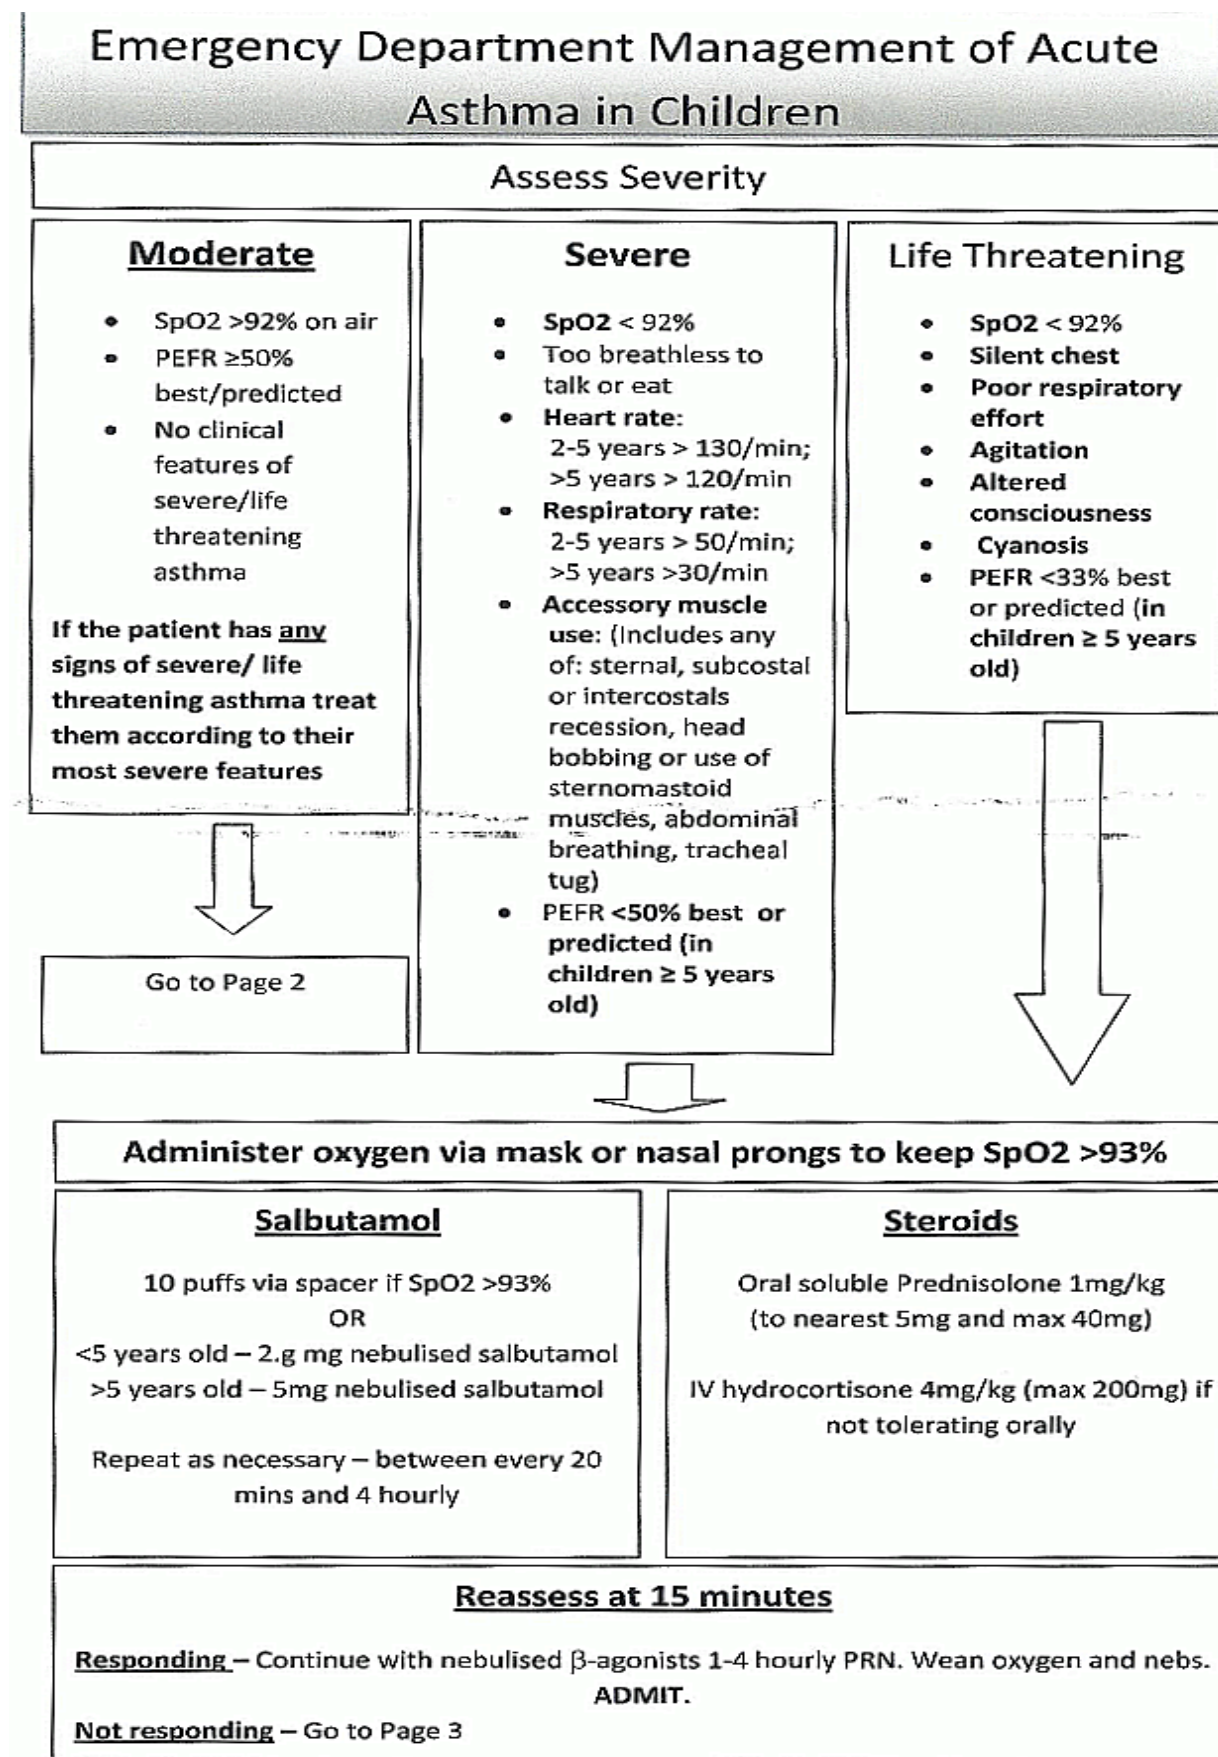 Emergency Department Management of Acute
Asthma in Children
Assess Severity
Moderate
• SpO2 >92% on air
• PEFR ≥50%
best/predicted
• No clinical
features of
severe/life
threatening
asthma
If the patient has any
signs of severe/ life
threatening asthma treat
them according to their
most severe features
Go to Page 2
Severe
• SpO2 < 92%
• Too breathless to
talk or eat
• Heart rate:
2-5 years > 130/min;
>5 years > 120/min
• Respiratory rate:
2-5 years > 50/min;
>5 years >30/min
• Accessory muscle
use: (Includes any
of: sternal, subcostal
or intercostals
recession, head
bobbing or use of
sternomastoid
muscles, abdominal
breathing, tracheal
tug)
• PEFR <50% best or
predicted (in
children ≥ 5 years
old)
Life Threatening
• SpO2 < 92%
• Silent chest
• Poor respiratory
effort
• Agitation
• Altered
consciousness
• Cyanosis
• PEFR <33% best
or predicted (in
children ≥ 5 years
old)
Administer oxygen via mask or nasal prongs to keep SpO2 >93%
Salbutamol
10 puffs via spacer if SpO2 >93%
OR
<5 years old – 2.g mg nebulised salbutamol
>5 years old – 5mg nebulised salbutamol
Repeat as necessary – between every 20
mins and 4 hourly
Steroids
Oral soluble Prednisolone 1mg/kg
(to nearest 5mg and max 40mg)
IV hydrocortisone 4mg/kg (max 200mg) if
not tolerating orally
Reassess at 15 minutes
Responding – Continue with nebulised β-agonists 1-4 hourly PRN. Wean oxygen and nebs.
ADMIT.
Not responding – Go to Page 3